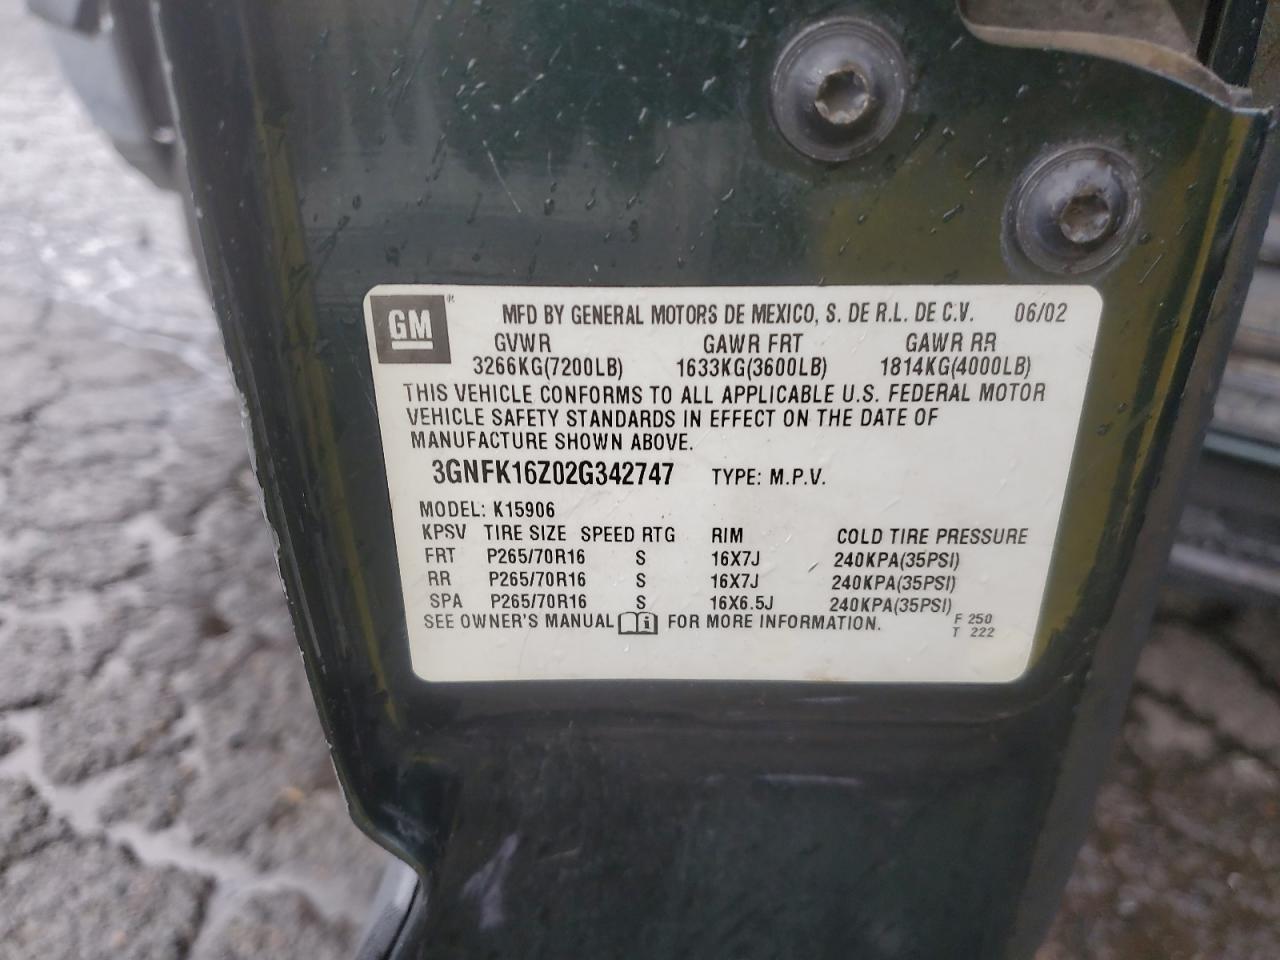 GM ®
MFD BY GENERAL MOTORS DE MEXICO, S. DE R.L. DE C.V. 06/02
GVWR GAWR FRT GAWR RR
3266KG(7200LB) 1633KG(3600LB) 1814KG(4000LB)
THIS VEHICLE CONFORMS TO ALL APPLICABLE U.S. FEDERAL MOTOR
VEHICLE SAFETY STANDARDS IN EFFECT ON THE DATE OF
MANUFACTURE SHOWN ABOVE.
3GNFK16Z02G342747 TYPE: M.P.V.
MODEL: K15906
KPSV TIRE SIZE SPEED RTG RIM COLD TIRE PRESSURE
FRT P265/70R16 S 16X7J 240KPA(35PSI)
RR P265/70R16 S 16X7J 240KPA(35PSI)
SPA P265/70R16 S 16X6.5J 240KPA(35PSI)
SEE OWNER'S MANUAL i FOR MORE INFORMATION. F 250
T 222